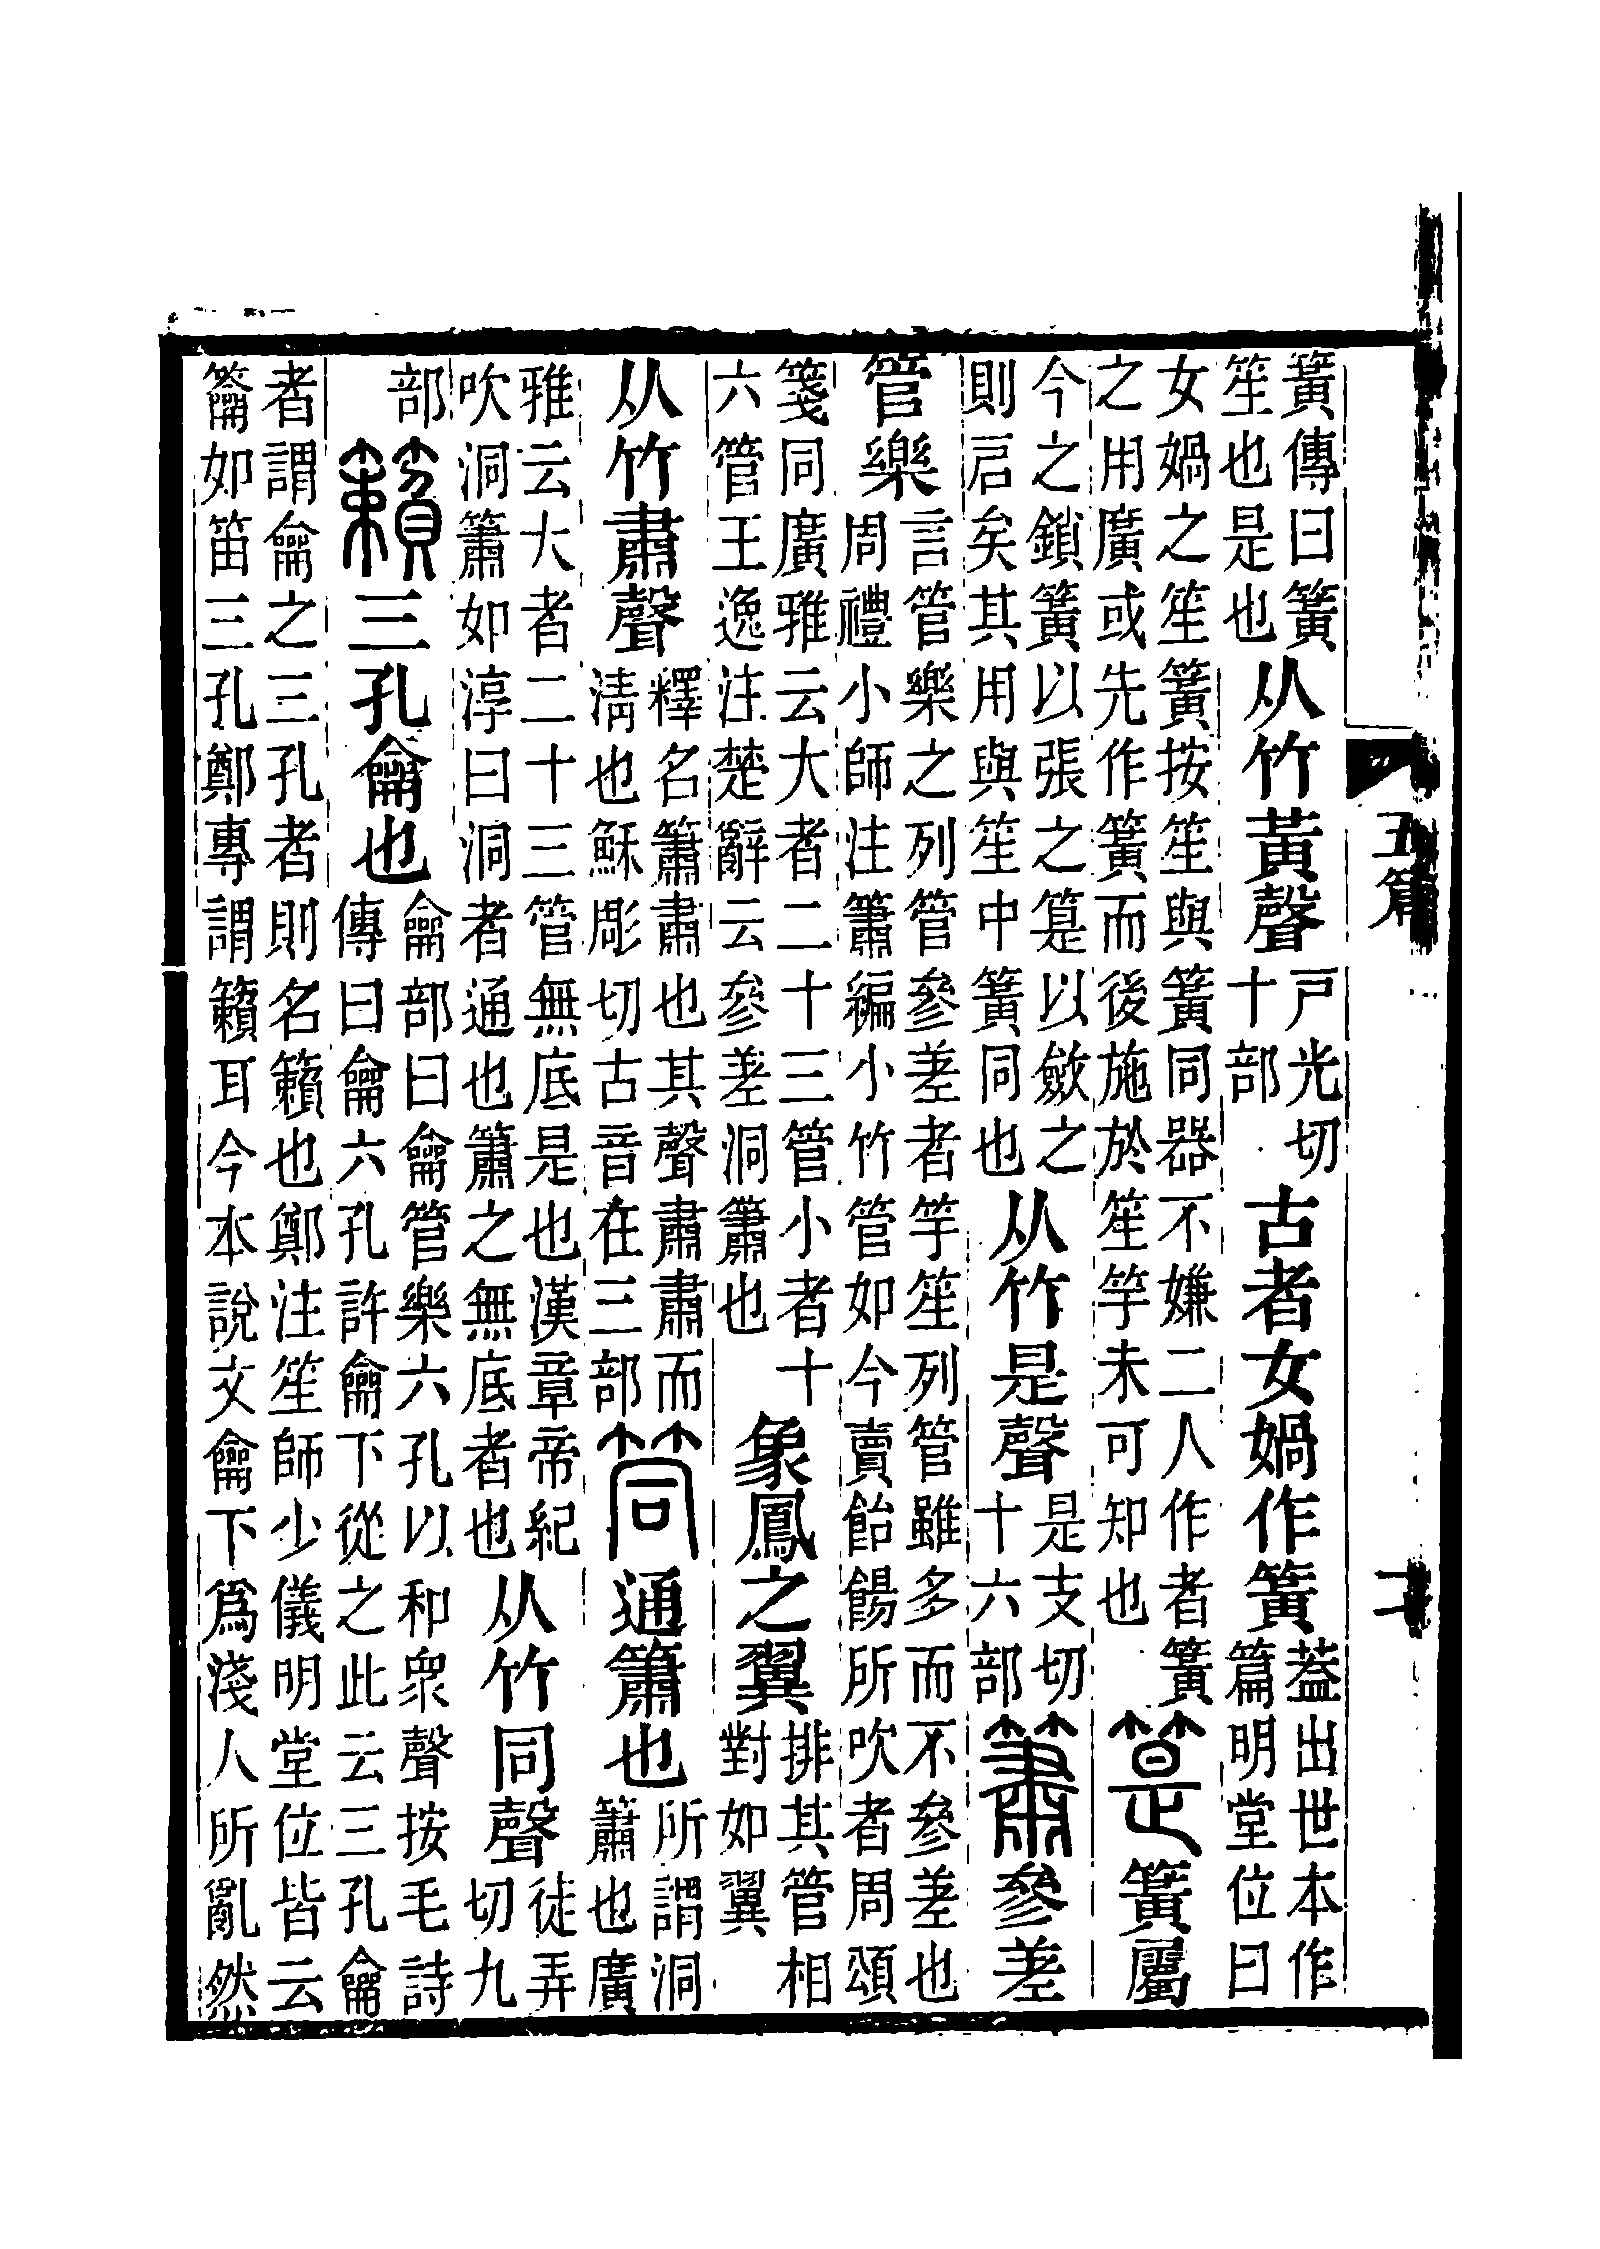 五篇
簧傳曰簧
笙也是也
从竹黃聲
戸光切
十部
古者女媧作簧
葢出世本作
篇明堂位曰
女媧之笙簧按笙與簧同器不嫌二人作者簧
之用廣或先作簧而後施於笙竽未可知也
䈕簧屬
今之鎖簧以張之䈕以斂之
則启矣其用與笙中簧同也
从竹是聲
是支切
十六部
簫參差
管樂
言管樂之列管參差者竽笙列管雖多而不參差也
周禮小師注簫編小竹管如今賣飴餳所吹者周頌
箋同廣雅云大者二十三管小者十
六管王逸注楚辭云參差洞簫也
象鳳之翼
排其管相
對如翼
从竹肅聲
釋名簫肅也其聲肅肅而
淸也穌彫切古音在三部
筒通簫也
所謂洞
簫也廣
雅云大者二十三管無底是也漢章帝紀
吹洞簫如淳曰洞者通也簫之無底者也
从竹同聲
徒弄
切九
部
籟三孔龠也
龠部曰龠管樂六孔以和衆聲按毛詩
傳曰龠六孔許龠下從之此云三孔龠
者謂龠之三孔者則名籟也鄭注笙師少儀明堂位皆云
籥如笛三孔鄭專謂籟耳今本說文龠下爲淺人所亂然